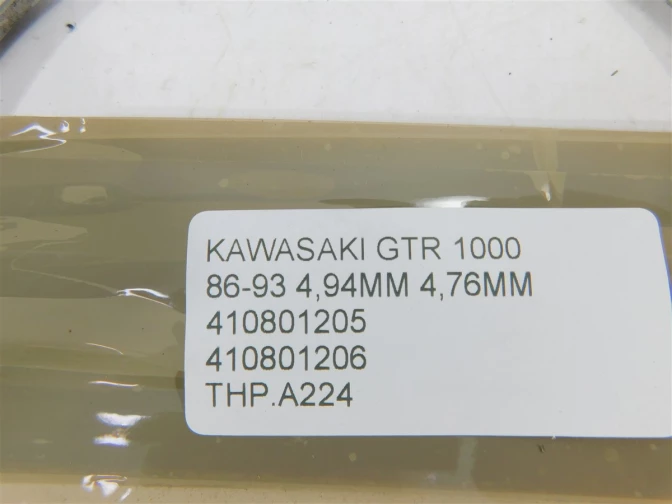 KAWASAKI GTR 1000
86-93 4,94MM 4,76MM
410801205
410801206
THP.A224